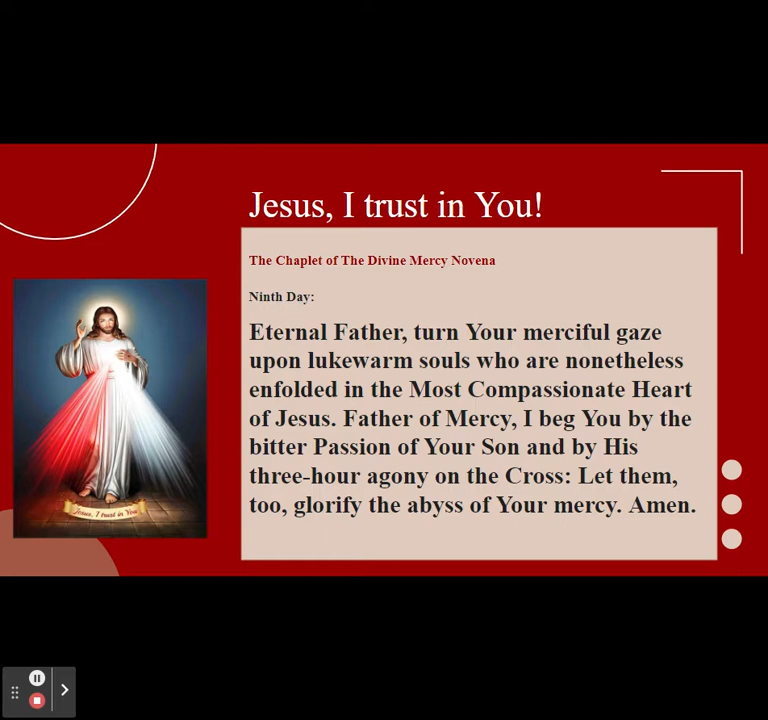 Jesus, I trust in You!
The Chaplet of The Divine Mercy Novena
Ninth Day:
Eternal Father, turn Your merciful gaze
upon lukewarm souls who are nonetheless
enfolded in the Most Compassionate Heart
of Jesus. Father of Mercy, I beg You by the
bitter Passion of Your Son and by His
three-hour agony on the Cross: Let them,
too, glorify the abyss of Your mercy. Amen.
Jesus, I trust in You